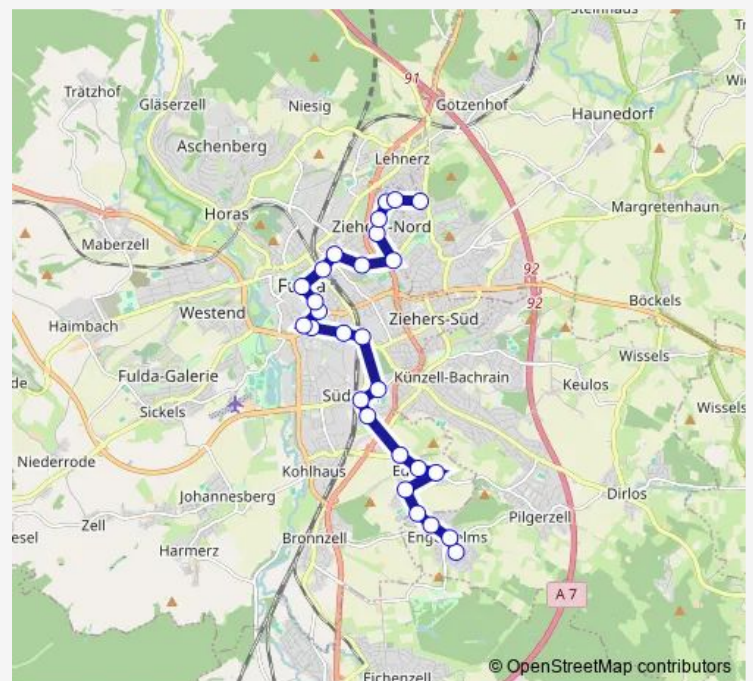 91
Götzenhof
Trätzhof
Gläserzell
Niesig
Haunedorf
Aschenberg
Lehnerz
Horas
Margretenhaun
Maberzell
92
92
Böckels
Westend
Ziehers-Süd
Haimbach
Wissels
Fulda-Galerie
Künzell-Bachrain
Keulos
Süd
Sickels
Wissels
Niederrode
Kohlhaus
Johannesberg
Dirlos
Zell
Pilgerzell
Harmerz
Bronnzell
A 7
© OpenStreetMap contributors
Eichenzell